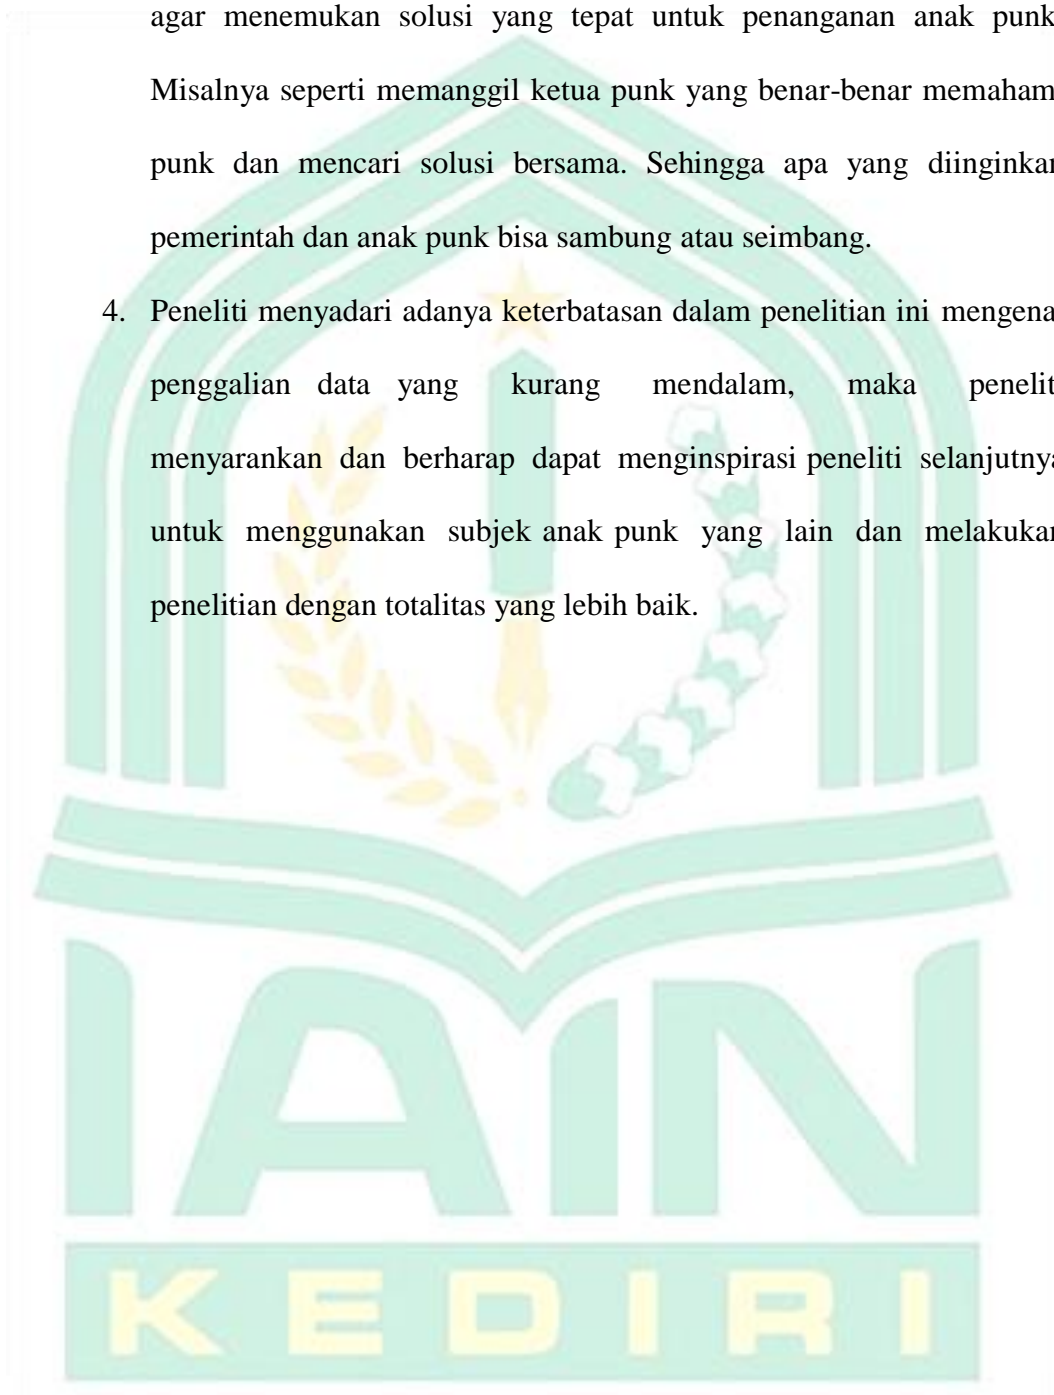 agar menemukan solusi yang tepat untuk penanganan anak punk
Misalnya seperti memanggil ketua punk yang benar-benar memaham
punk dan mencari solusi bersama. Sehingga apa yang diinginkan
pemerintah dan anak punk bisa sambung atau seimbang.
4. Peneliti menyadari adanya keterbatasan dalam penelitian ini mengena
penggalian data yang kurang mendalam, maka penelit
menyarankan dan berharap dapat menginspirasi peneliti selanjutnya
untuk menggunakan subjek anak punk yang lain dan melakukan
penelitian dengan totalitas yang lebih baik.
IAIN
KEDIRI